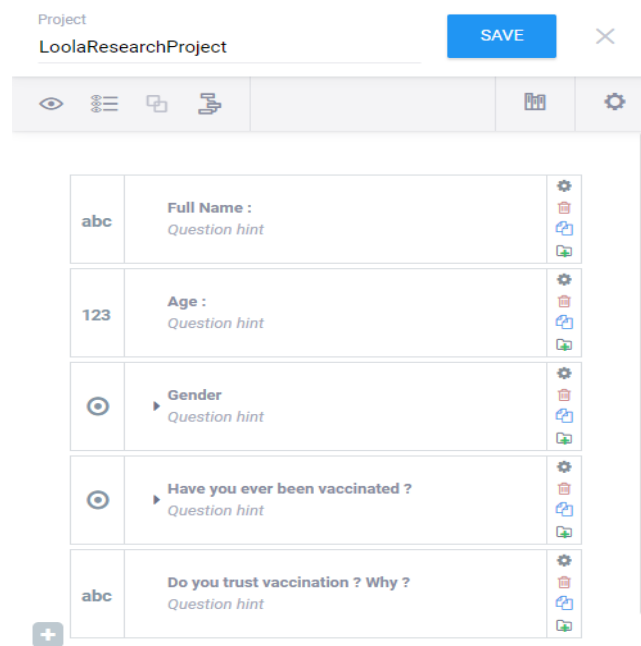 Project
LoolaResearchProject
SAVE
abc
Full Name :
Question hint
123
Age :
Question hint
Gender
Question hint
Have you ever been vaccinated ?
Question hint
abc
Do you trust vaccination ? Why ?
Question hint